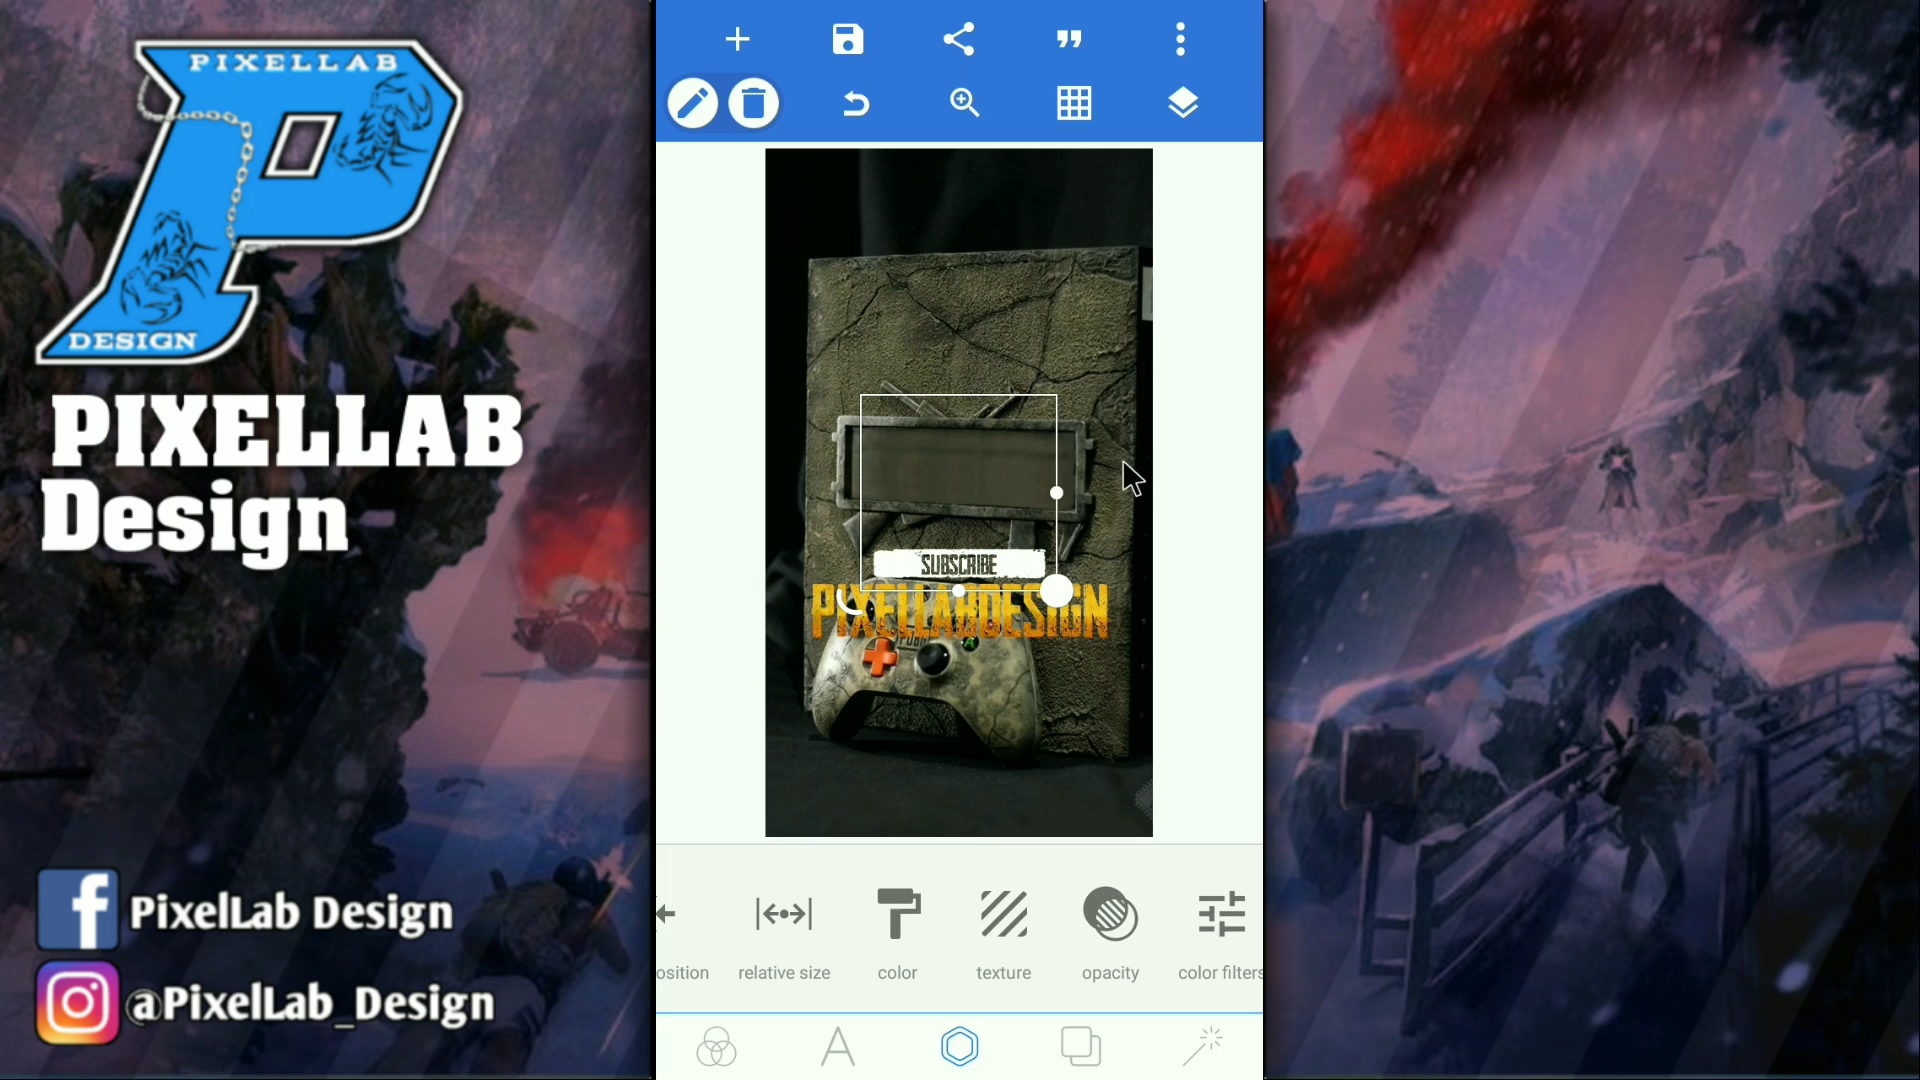 PIXELLAB
DESIGN
PIXELLAB
Design
PixelLab Design
@PixelLab_Design
SUBSCRIBE
PIXELLABDESIGN
osition
relative size
color
texture
opacity
color filters